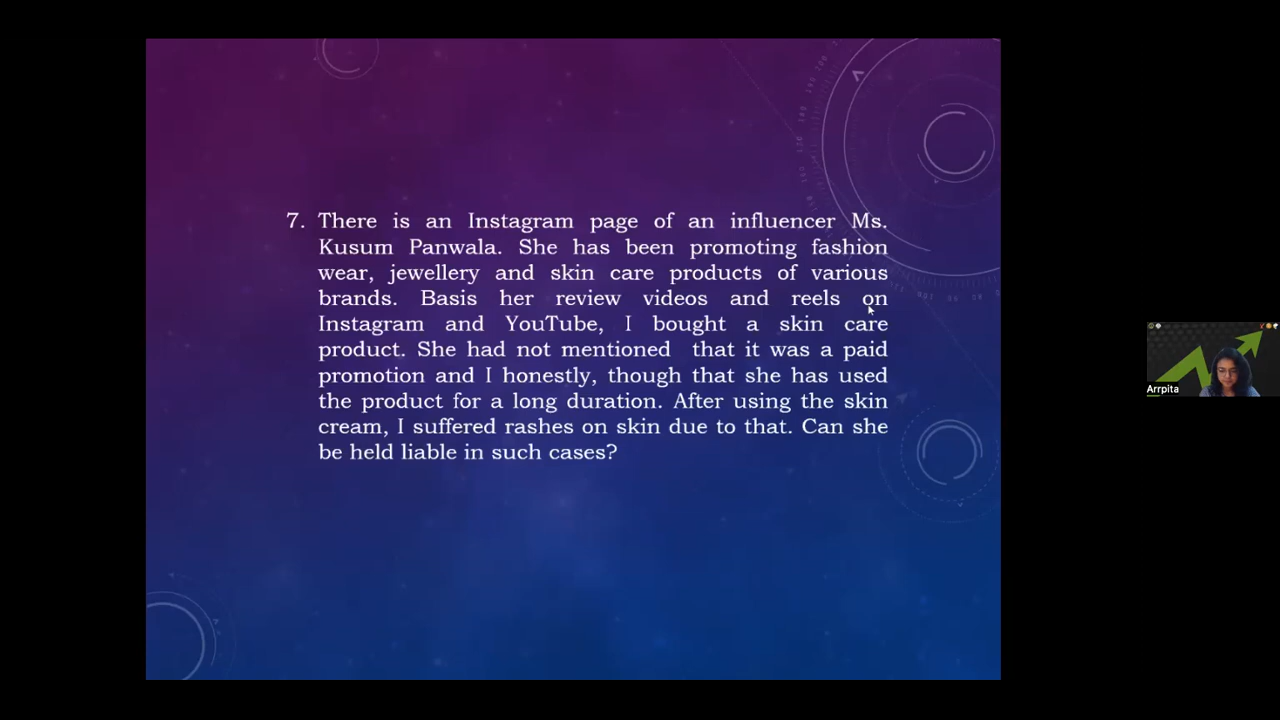 7. There is an Instagram page of an influencer Ms.
Kusum Panwala. She has been promoting fashion
wear, jewellery and skin care products of various
brands. Basis her review videos and reels on
Instagram and YouTube, I bought a skin care
product. She had not mentioned that it was a paid
promotion and I honestly, though that she has used
the product for a long duration. After using the skin
cream, I suffered rashes on skin due to that. Can she
be held liable in such cases?
Arrpita